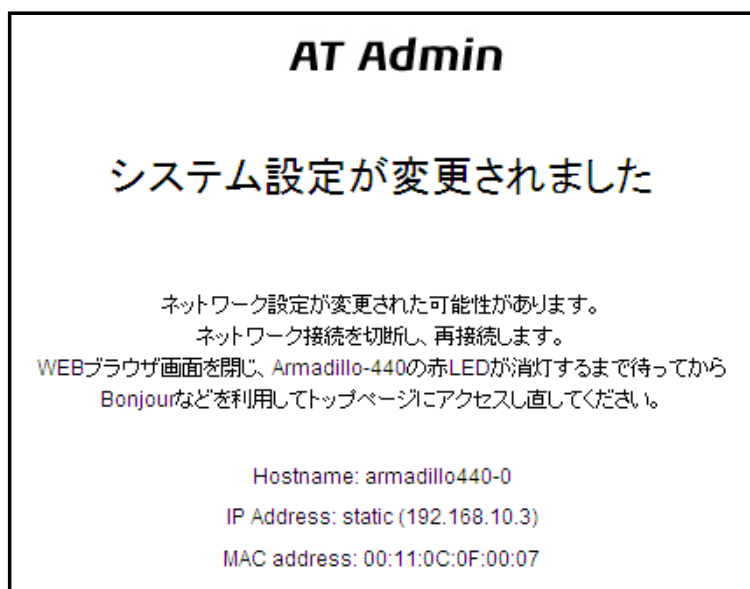 AT Admin
システム設定が変更されました
ネットワーク設定が変更された可能性があります。
ネットワーク接続を切断し、再接続します。
WEBブラウザ画面を閉じ、Armadillo-440の赤LEDが消灯するまで待ってから
Bonjourなどを利用してトップページにアクセスし直してください。
Hostname: armadillo440-0
IP Address: static (192.168.10.3)
MAC address: 00:11:0C:0F:00:07